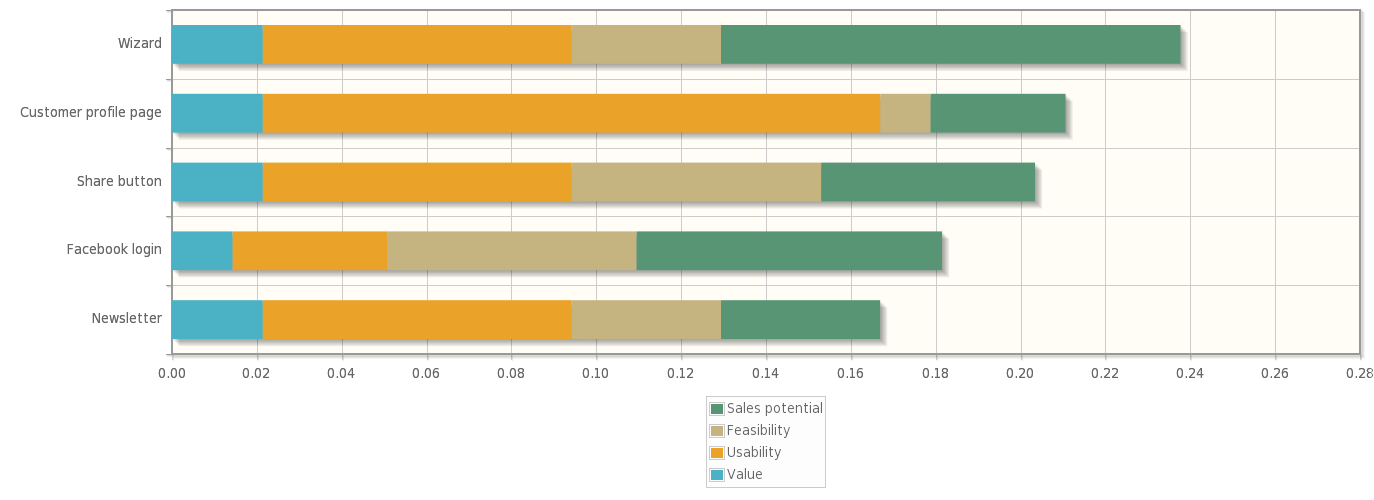 Wizard
Customer profile page
Share button
Facebook login
Newsletter
0.00 0.02 0.04 0.06 0.08 0.10 0.12 0.14 0.16 0.18 0.20 0.22 0.24 0.26 0.28
Sales potential
Feasibility
Usability
Value